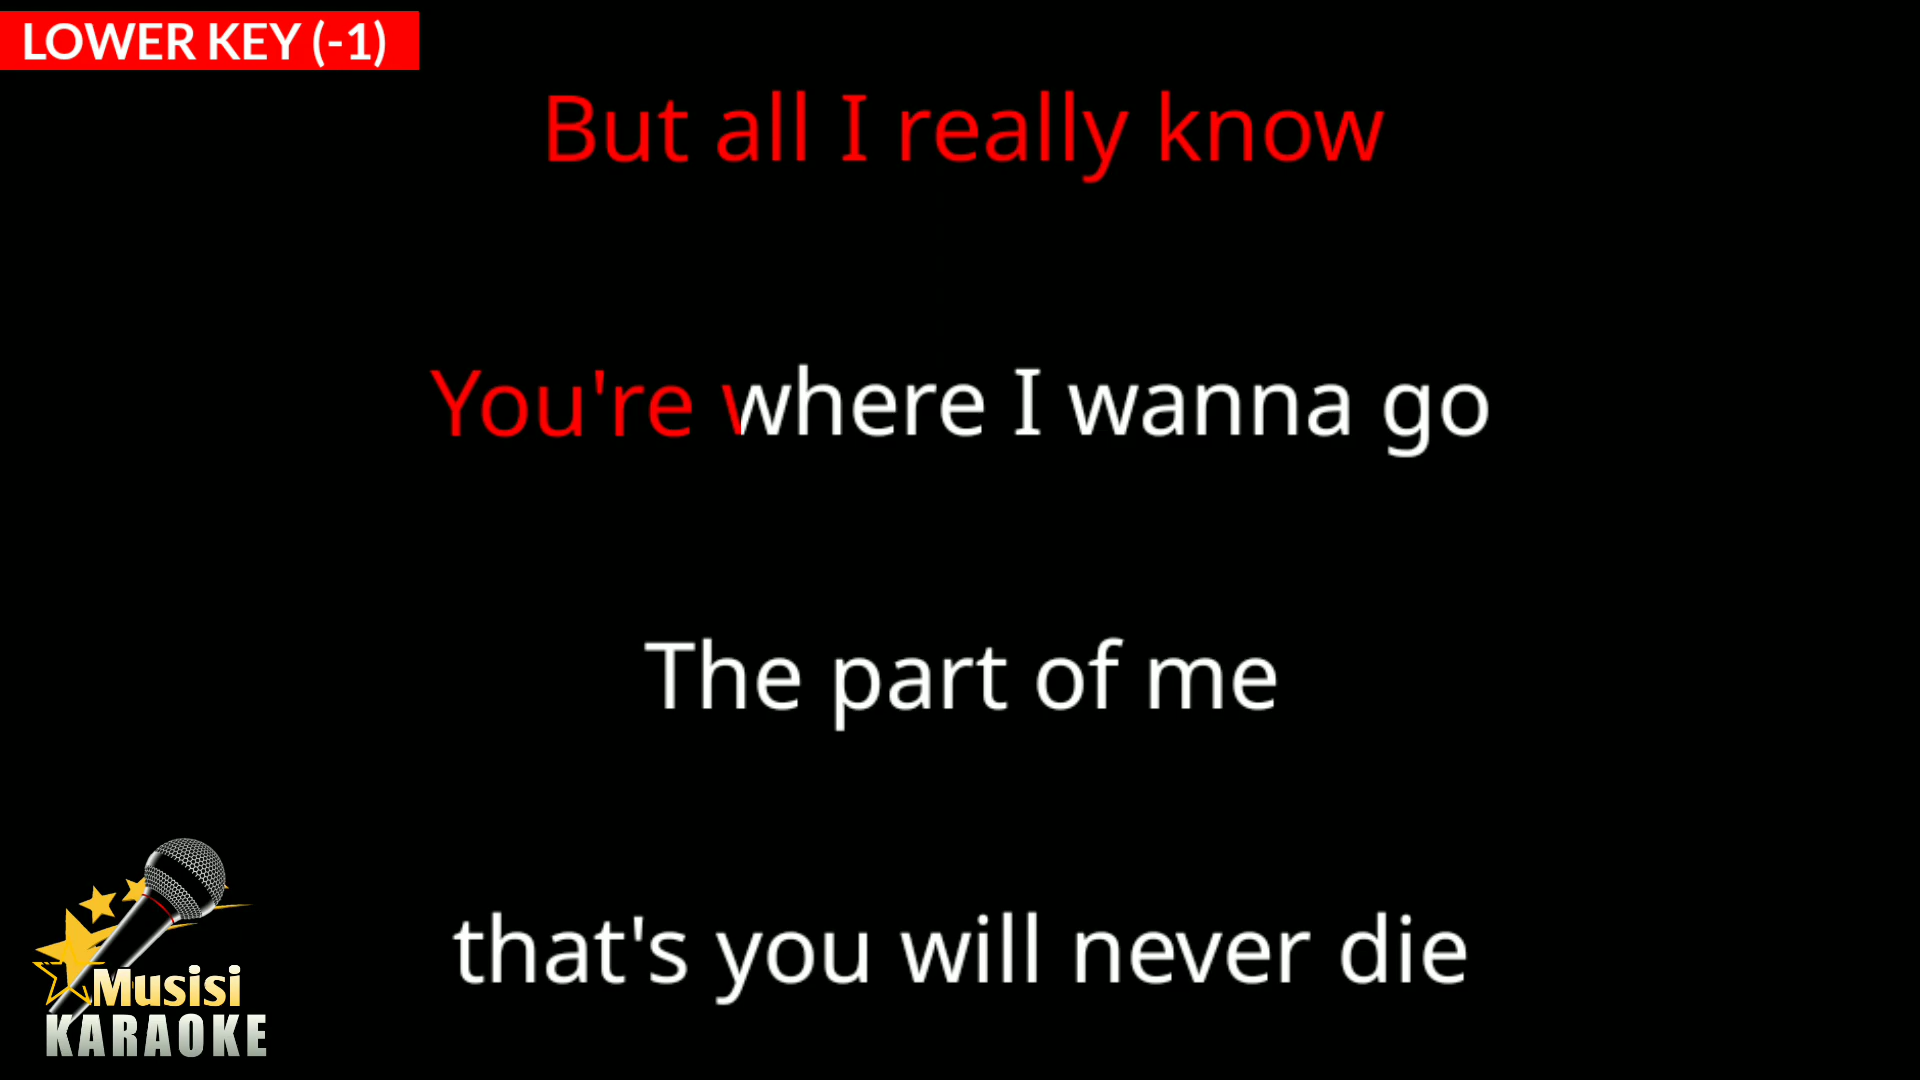 LOWER KEY (-1)
But all I really know
You're where I wanna go
The part of me
that's you will never die
Musisi
KARAOKE